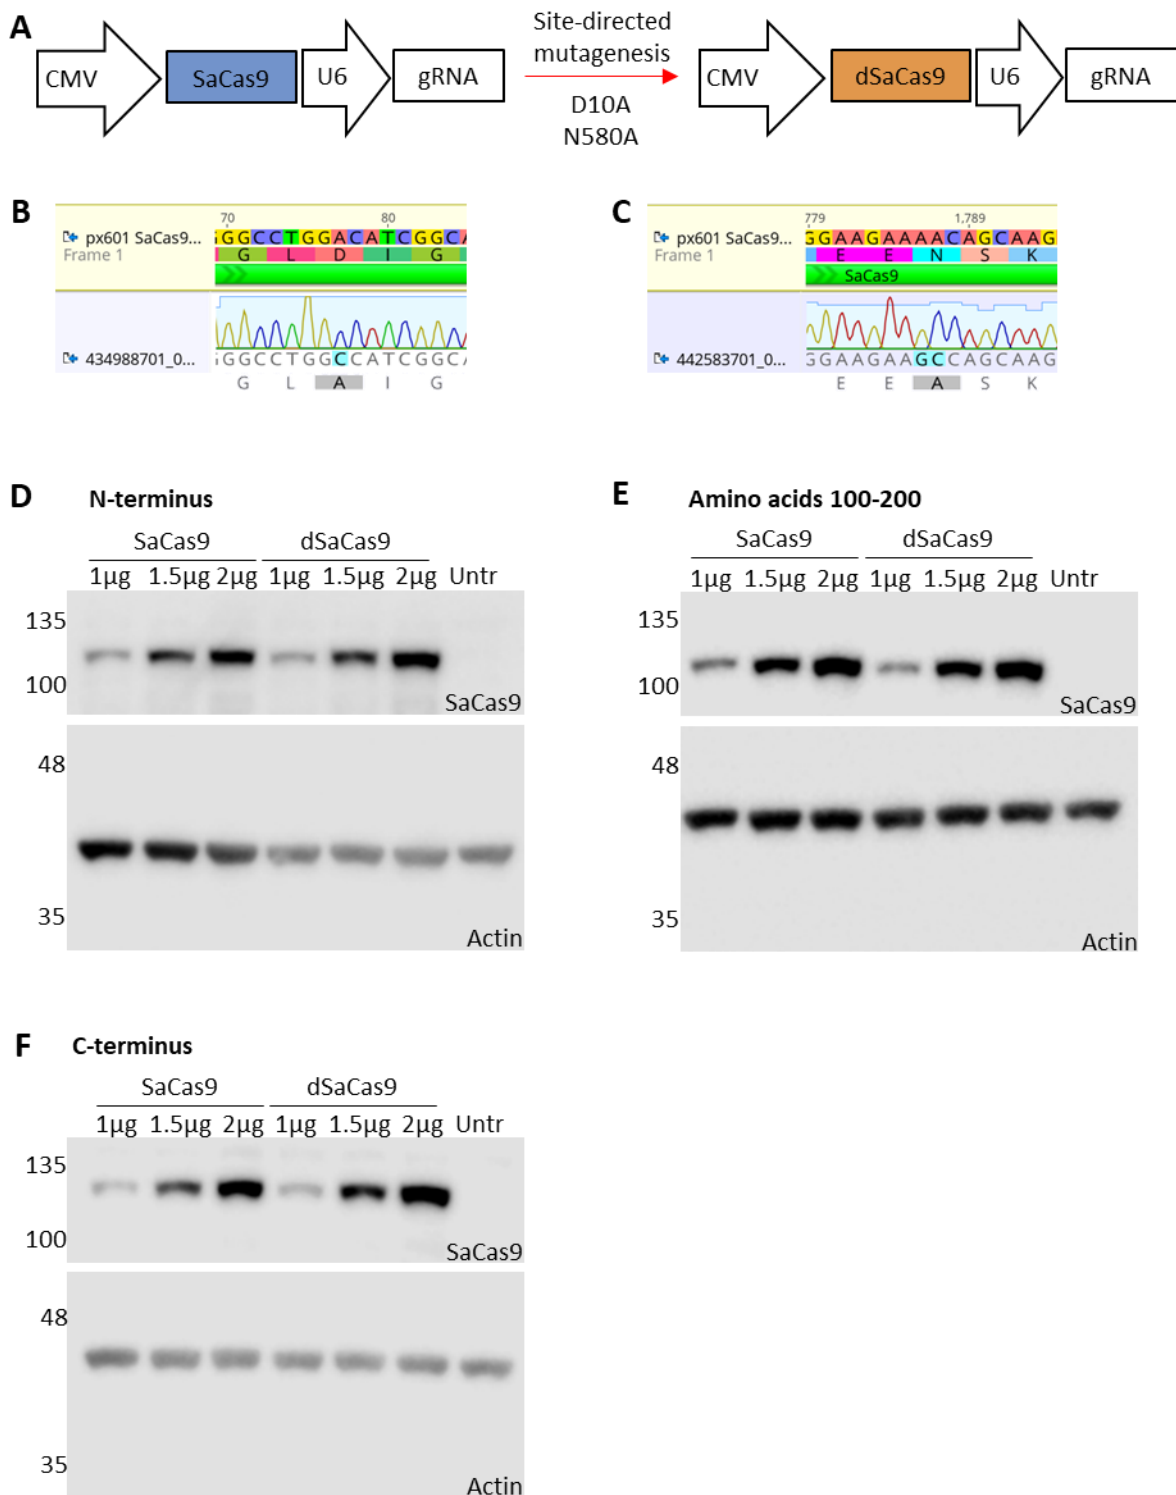 A
CMV
SaCas9
U6
gRNA
Site-directed
mutagenesis
D10A
N580A
CMV
dSaCas9
U6
gRNA
B
70 80
px601 SaCas9... GGCCTGGACATCGGC
Frame 1 G L D I G
434988701_0... GGCCTGGCCATCGGC
G L A I G
C
779 1,789
px601 SaCas9... GGAAGAAAACAGCAAG
Frame 1 E E N S K
SaCas9
442583701_0... GGAAGAAGCCAGCAAG
E E A S K
D N-terminus
SaCas9 dSaCas9
1µg 1.5µg 2µg 1µg 1.5µg 2µg Untr
135
100
SaCas9
48
35
Actin
E Amino acids 100-200
SaCas9 dSaCas9
1µg 1.5µg 2µg 1µg 1.5µg 2µg Untr
135
100
SaCas9
48
35
Actin
F C-terminus
SaCas9 dSaCas9
1µg 1.5µg 2µg 1µg 1.5µg 2µg Untr
135
100
SaCas9
48
35
Actin